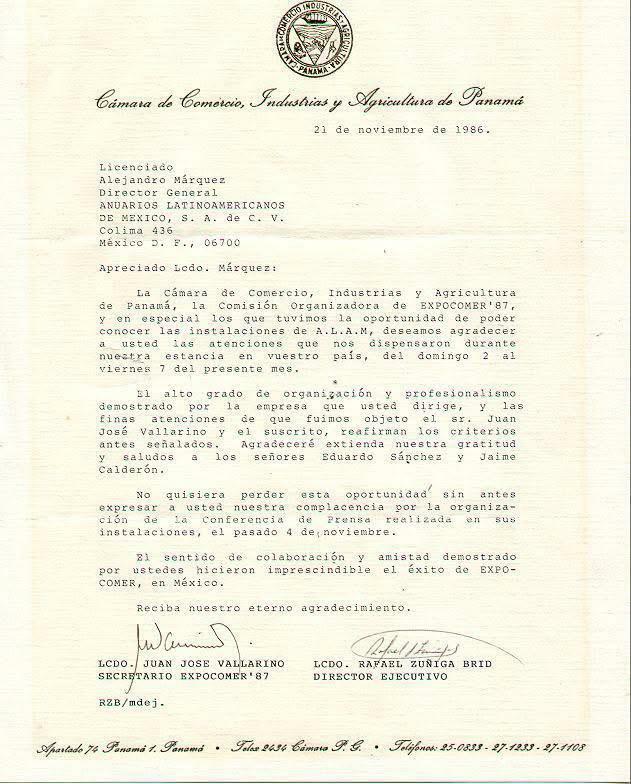 CAMARA DE COMERCIO INDUSTRIAS Y AGRICULTURA
PANAMA
Cámara de Comercio, Industrias y Agricultura de Panamá
21 de noviembre de 1986.
Licenciado
Alejandro Márquez
Director General
ANUARIOS LATINOAMERICANOS
DE MEXICO, S. A. de C. V.
Colima 436
México D. F., 06700
Apreciado Lcdo. Márquez:
La Cámara de Comercio, Industrias y Agricultura
de Panamá, la Comisión Organizadora de EXPOCOMER'87,
y en especial los que tuvimos la oportunidad de poder
conocer las instalaciones de A.L.A.M, deseamos agradecer
a usted las atenciones que nos dispensaron durante
nuestra estancia en vuestro país, del domingo 2 al
viernes 7 del presente mes.
El alto grado de organización y profesionalismo
demostrado por la empresa que usted dirige, y las
finas atenciones de que fuimos objeto el sr. Juan
José Vallarino y el suscrito, reafirman los criterios
antes señalados. Agradeceré extienda nuestra gratitud
y saludos a los señores Eduardo Sánchez y Jaime
Calderón.
No quisiera perder esta oportunidad sin antes
expresar a usted nuestra complacencia por la organiza-
ción de la Conferencia de Prensa realizada en sus
instalaciones, el pasado 4 de noviembre.
El sentido de colaboración y amistad demostrado
por ustedes hicieron imprescindible el éxito de EXPO-
COMER, en México.
Reciba nuestro eterno agradecimiento.
LCDO. JUAN JOSE VALLARINO LCDO. RAFAEL ZUÑIGA BRID
SECRETARIO EXPOCOMER'87 DIRECTOR EJECUTIVO
RZB/mdej.
Apartado 74 Panamá 1. Panamá • Telex 2434 Cámara P. G. • Teléfonos: 25-0833 - 27-1233 - 27-1108